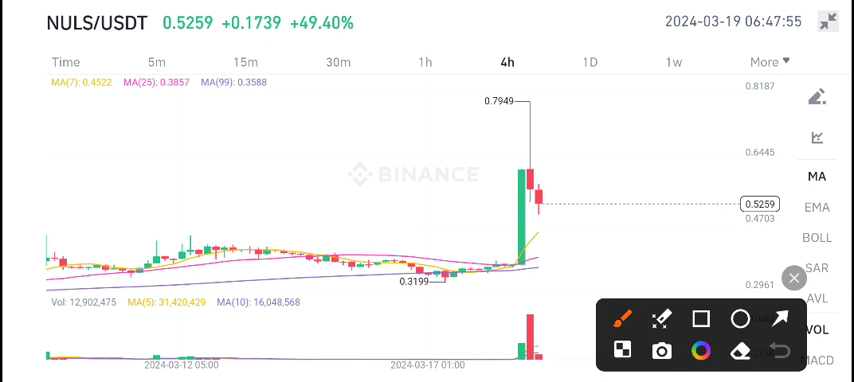 NULS/USDT 0.5259 +0.1739 +49.40% 2024-03-19 06:47:55
Time 5m 15m 30m 1h 4h 1D 1w More
MA(7): 0.4522 MA(25): 0.3857 MA(99): 0.3588
0.8187
0.7949
0.6445
BINANCE
MA
0.5259
EMA
0.4703
BOLL
SAR
0.3199
0.2961
AVL
Vol: 12,902,475 MA(5): 31,420,429 MA(10): 16,048,568
VOL
MACD
2024-03-12 05:00 2024-03-17 01:00